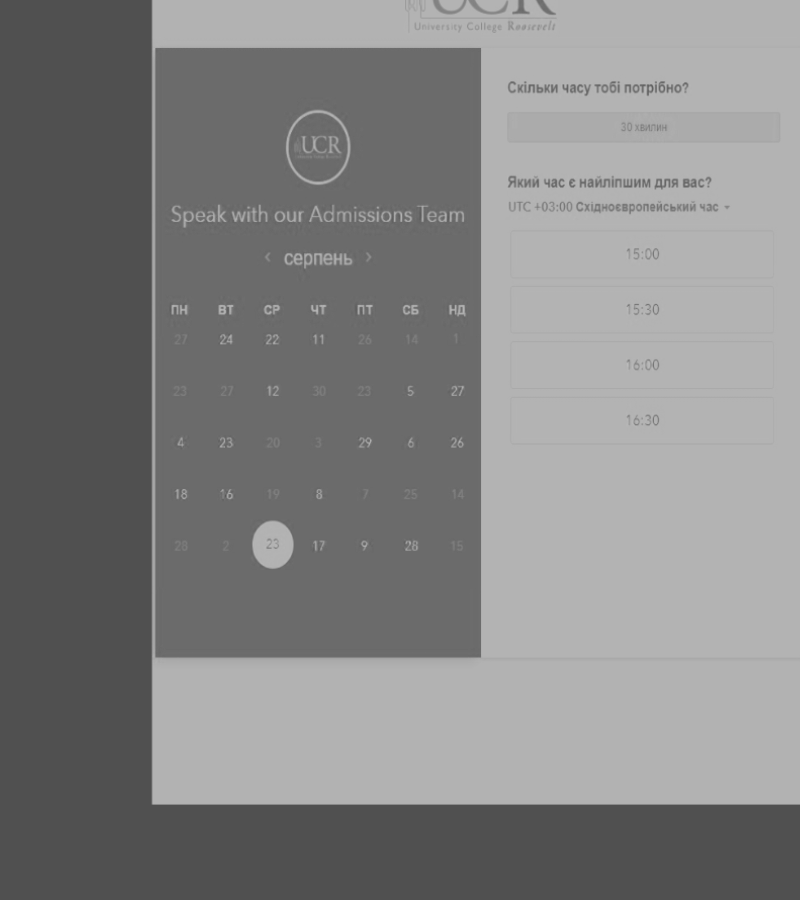 UCR
University College Roosevelt
UCR
Speak with our Admissions Team
‹ серпень ›
ПН ВТ СР ЧТ ПТ СБ НД
27 24 22 11 26 14 1
23 27 12 30 23 5 27
4 23 20 3 29 6 26
18 16 19 8 7 25 14
28 2 23 17 9 28 15
Скільки часу тобі потрібно?
30 хвилин
Який час є найліпшим для вас?
UTC +03:00 Східноєвропейський час
15:00
15:30
16:00
16:30